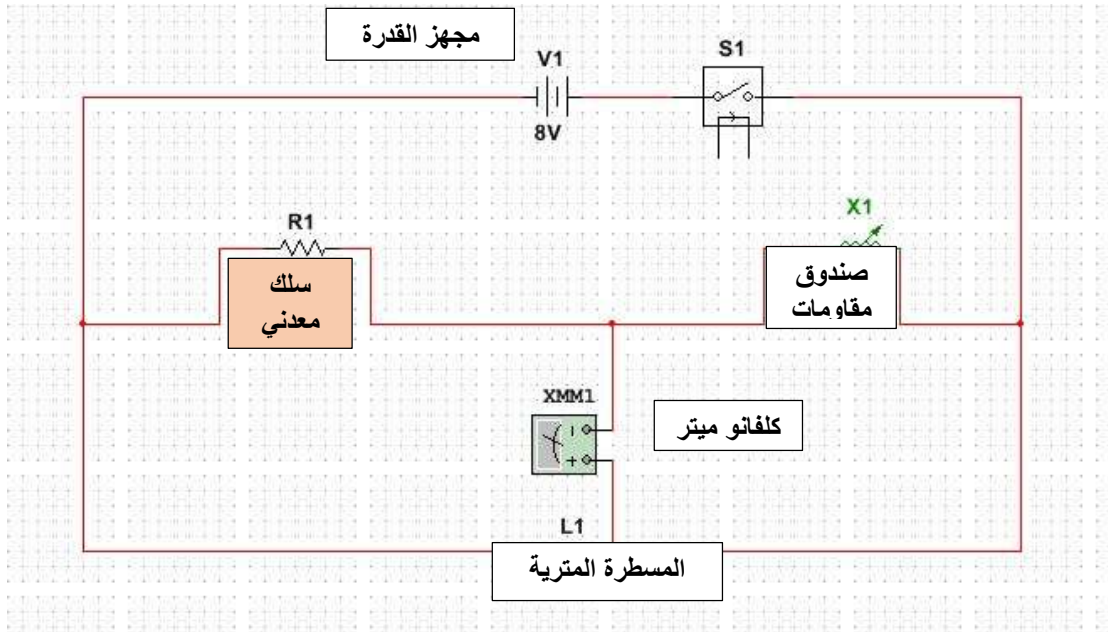 مجهز القدرة
V1
S1
8V
R1
X1
سلك
معدني
صندوق
مقاومات
XMM1
كلفانو ميتر
L1
المسطرة المترية